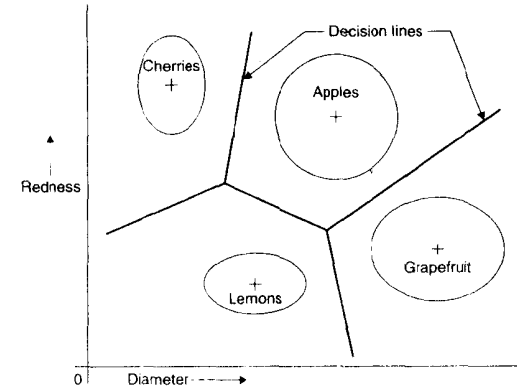 Decision lines
Cherries
Apples
Redness
Grapefruit
Lemons
0
Diameter